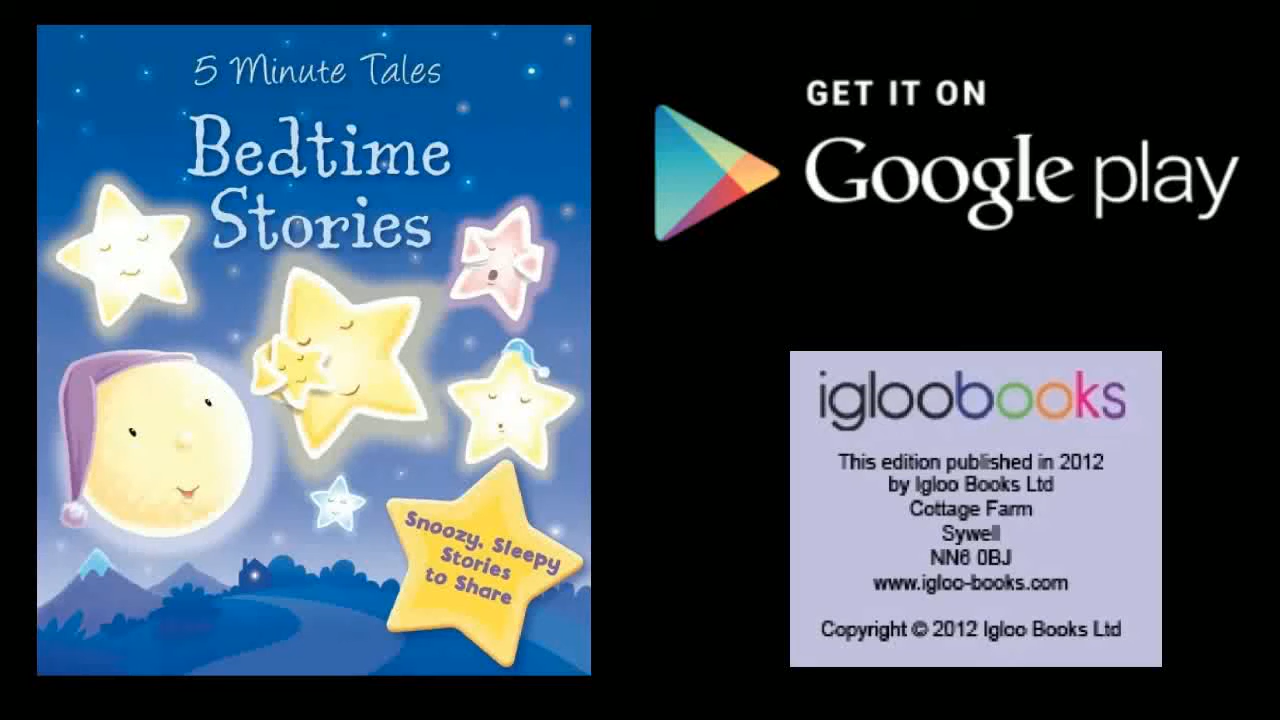 5 Minute Tales
Bedtime
Stories
Snoozy, Sleepy
Stories
to Share
GET IT ON
Google play
igloobooks
This edition published in 2012
by Igloo Books Ltd
Cottage Farm
Sywell
NN6 0BJ
www.igloo-books.com
Copyright © 2012 Igloo Books Ltd